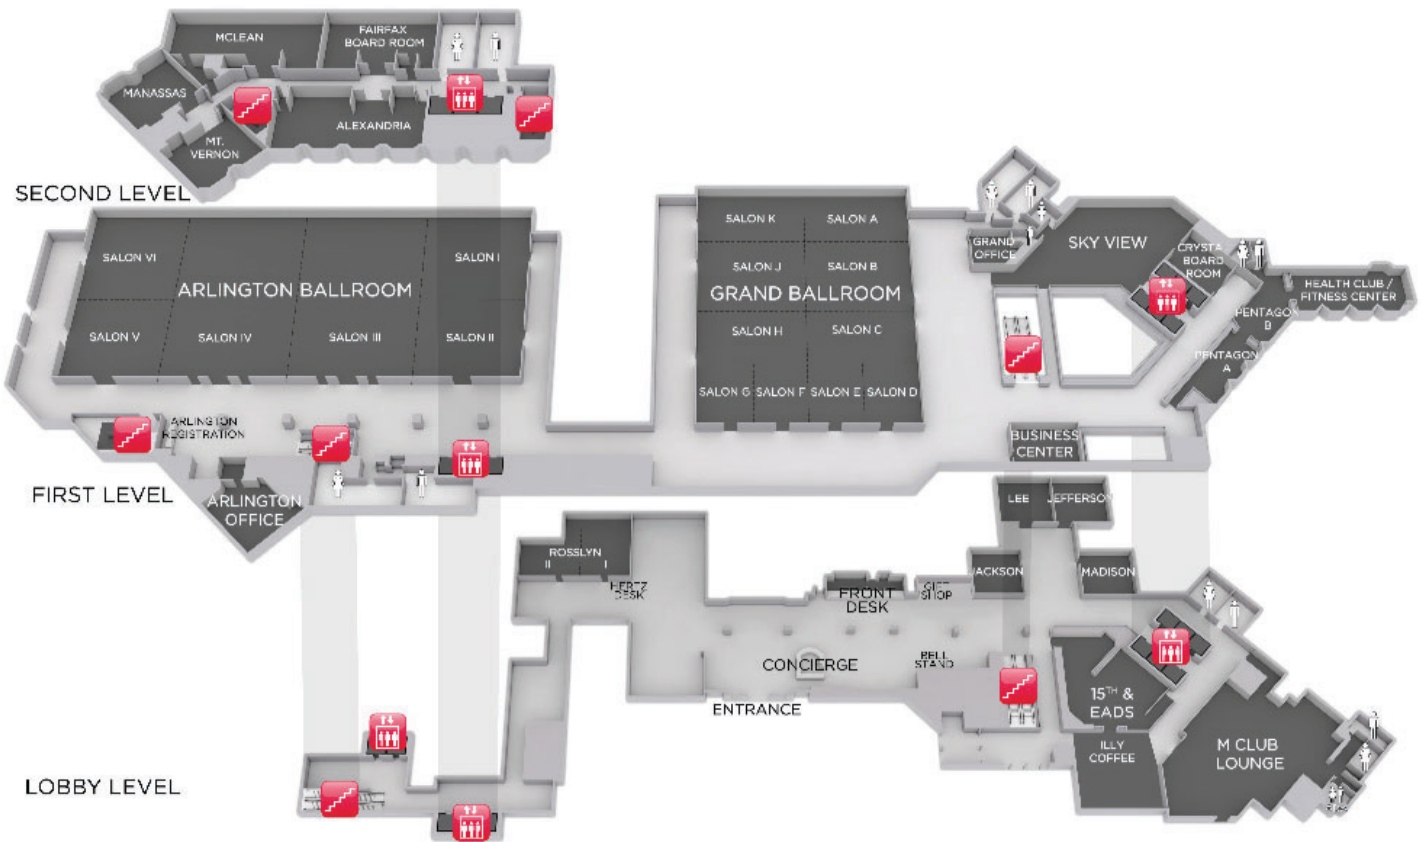 MCLEAN
FAIRFAX
BOARD ROOM
MANASSAS
ALEXANDRIA
MT.
VERNON
SECOND LEVEL
SALON VI
SALON I
ARLINGTON BALLROOM
SALON V
SALON IV
SALON III
SALON II
ARLINGTON
REGISTRATION
ARLINGTON
OFFICE
FIRST LEVEL
SALON K
SALON A
SALON J
SALON B
GRAND BALLROOM
SALON H
SALON C
SALON G
SALON F
SALON E
SALON D
GRAND
OFFICE
SKY VIEW
CRYSTA
BOARD
ROOM
HEALTH CLUB /
FITNESS CENTER
PENTAGON
B
PENTAGON
A
BUSINESS
CENTER
LEE
JEFFERSON
JACKSON
MADISON
ROSSLYN
II
I
HERTZ
DESK
FRONT
DESK
GIFT
SHOP
CONCIERGE
BELL
STAND
ENTRANCE
15TH &
EADS
ILLY
COFFEE
M CLUB
LOUNGE
LOBBY LEVEL